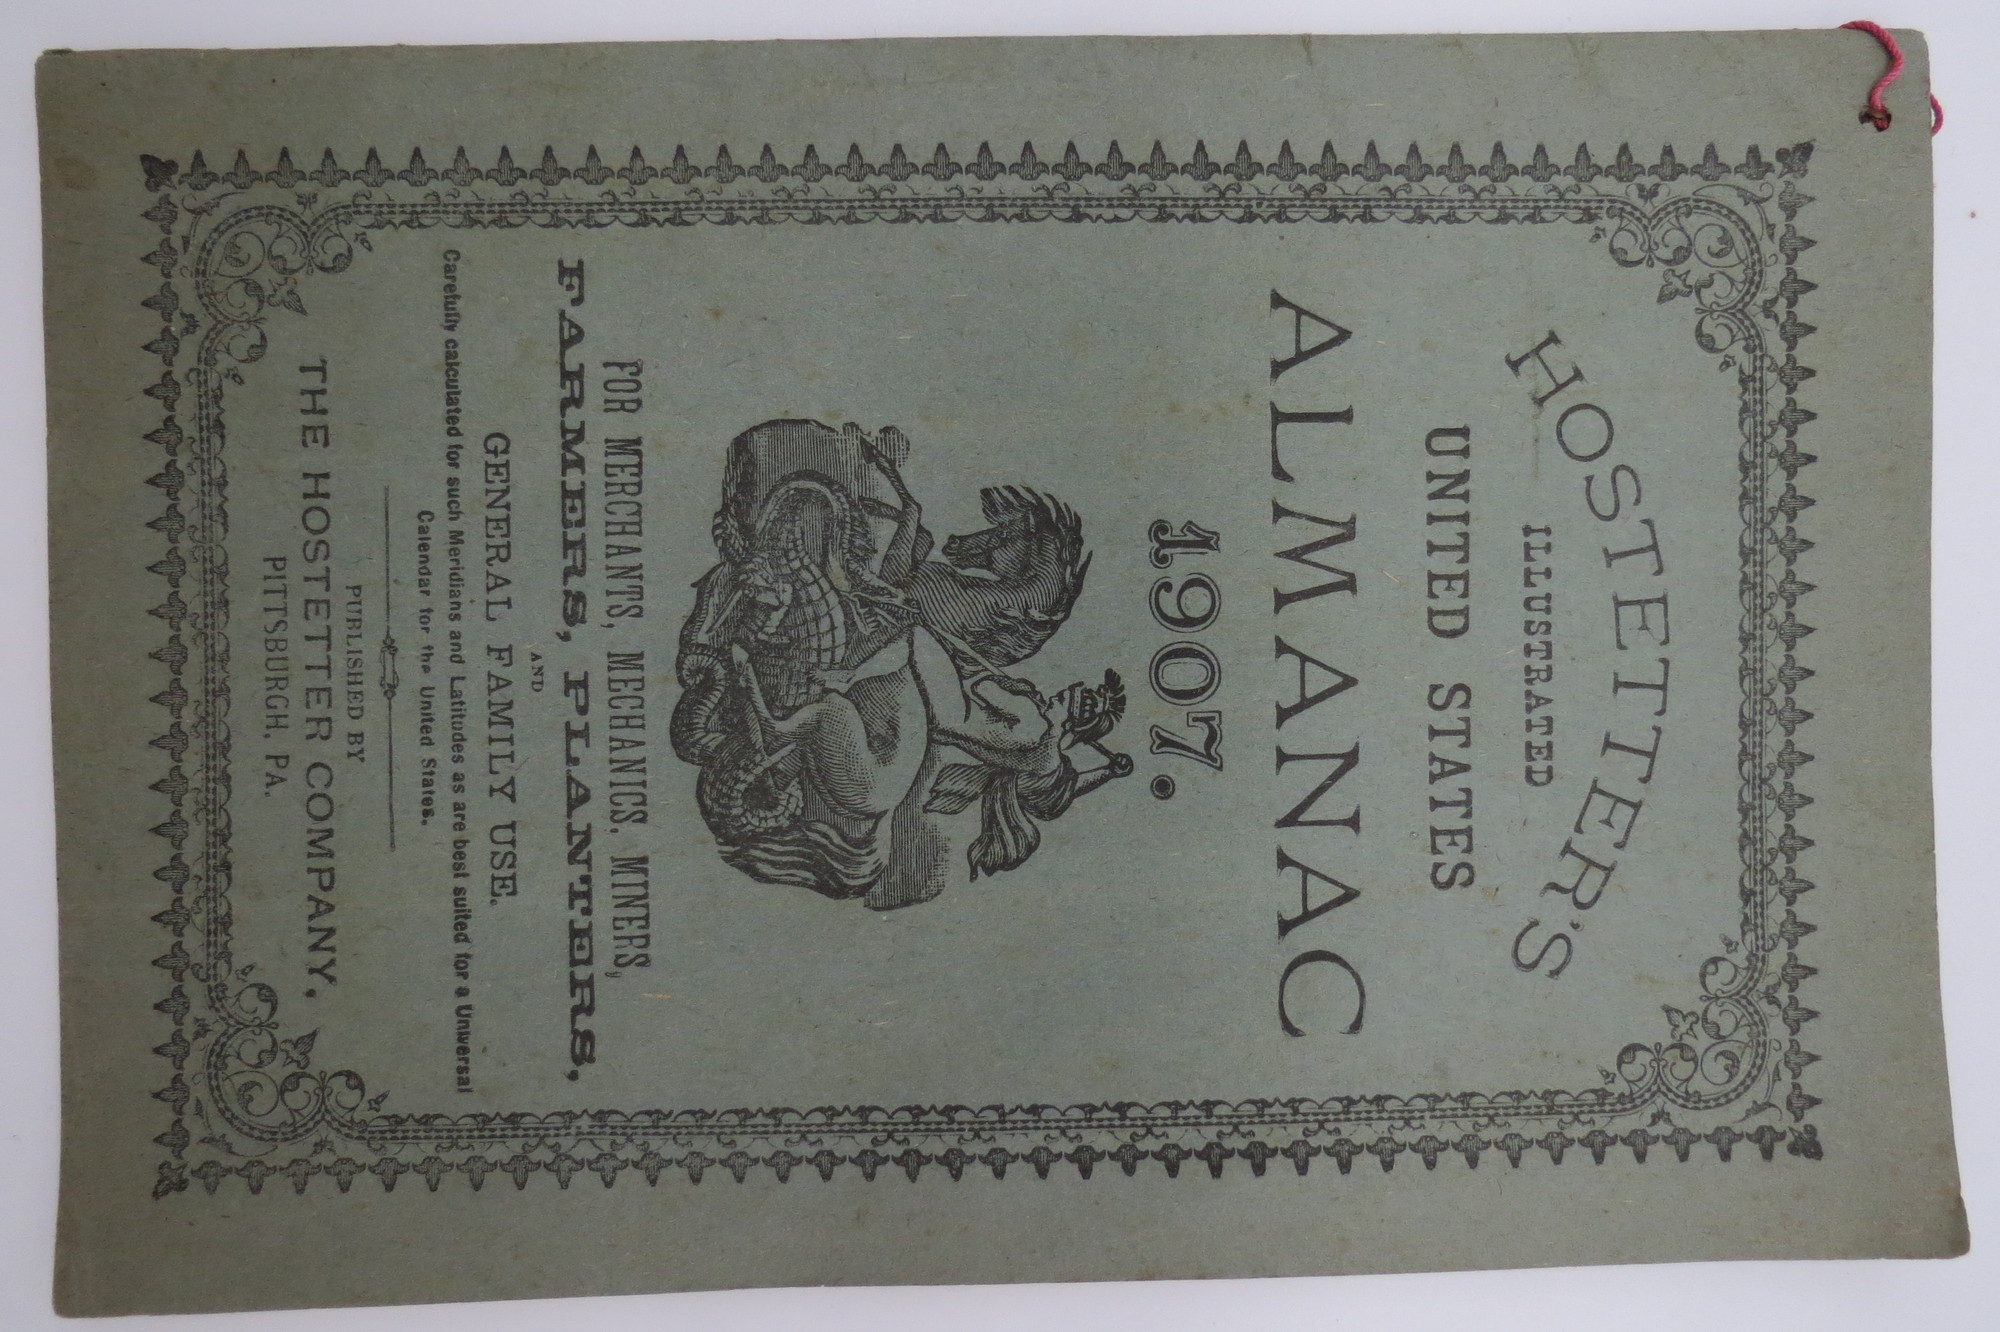 HOSTETTER'S
ILLUSTRATED
UNITED STATES
ALMANAC
1907.
FOR MERCHANTS, MECHANICS. MINERS,
FARMERS, PLANTERS,
AND
GENERAL FAMILY USE.
Carefully calculated for such Meridians and Latitudes as are best suited for a Universal
Calendar for the United States.
PUBLISHED BY
THE HOSTETTER COMPANY,
PITTSBURGH, PA.